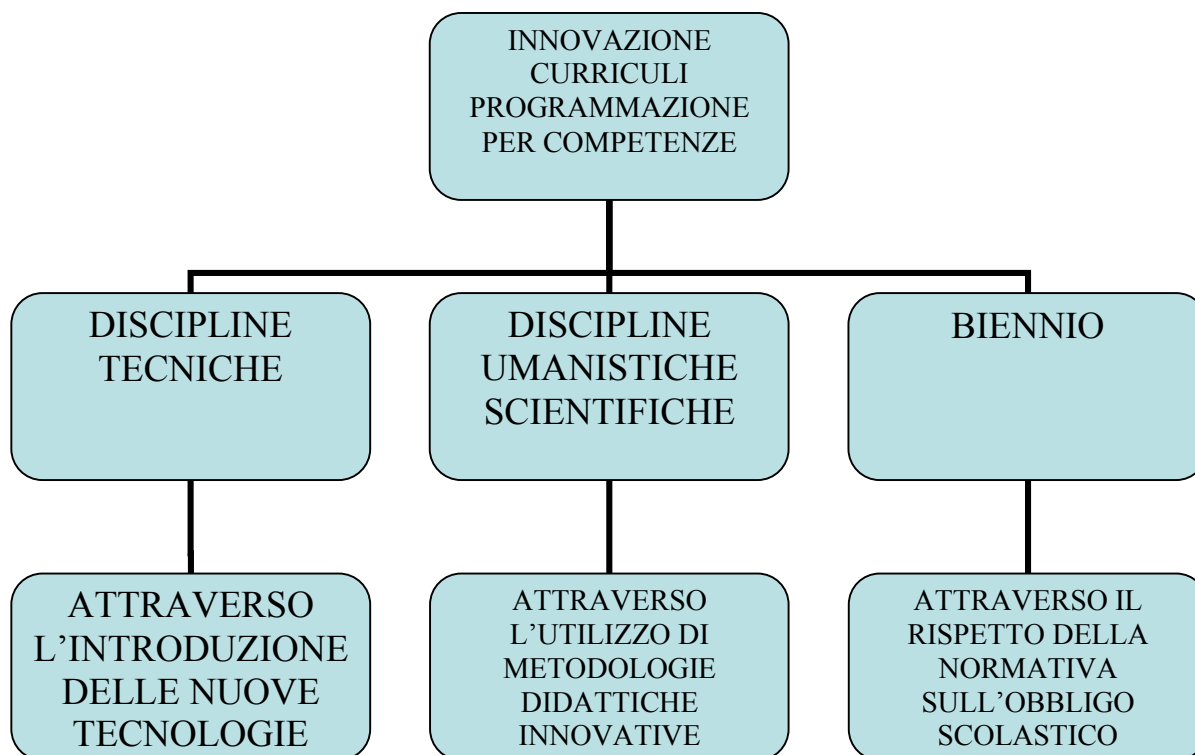 INNOVAZIONE
CURRICULI
PROGRAMMAZIONE
PER COMPETENZE
DISCIPLINE
TECNICHE
DISCIPLINE
UMANISTICHE
SCIENTIFICHE
BIENNIO
ATTRAVERSO
L’INTRODUZIONE
DELLE NUOVE
TECNOLOGIE
ATTRAVERSO
L’UTILIZZO DI
METODOLOGIE
DIDATTICHE
INNOVATIVE
ATTRAVERSO IL
RISPETTO DELLA
NORMATIVA
SULL’OBBLIGO
SCOLASTICO